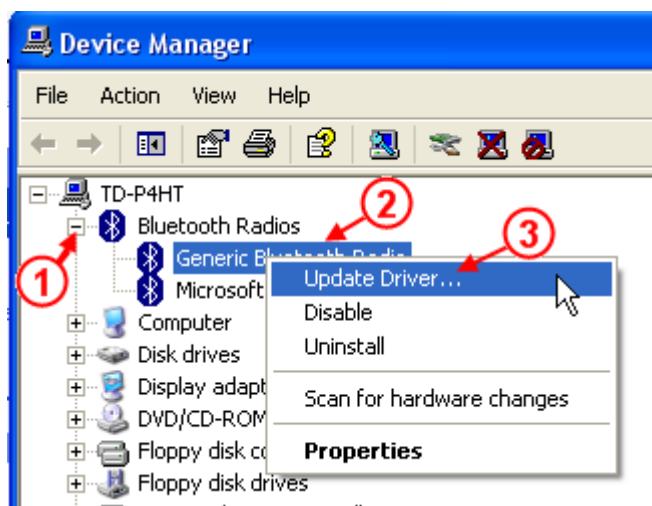 Device Manager
File Action View Help
TD-P4HT
Bluetooth Radios
2
Generic Bluetooth Radio
3
1
Microsoft
Update Driver...
Computer
Disable
Disk drives
Uninstall
Display adapt
Scan for hardware changes
DVD/CD-ROM
Floppy disk co
Properties
Floppy disk drives